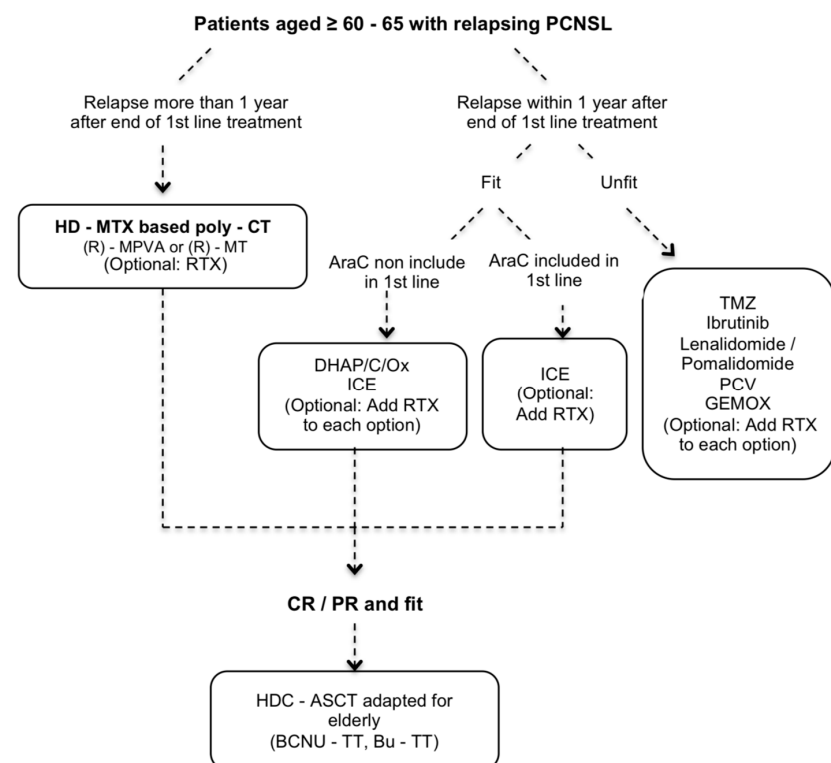 Patients aged ≥ 60 - 65 with relapsing PCNSL
Relapse more than 1 year
after end of 1st line treatment
Relapse within 1 year after
end of 1st line treatment
Fit
Unfit
HD - MTX based poly - CT
(R) - MPVA or (R) - MT
(Optional: RTX)
AraC non include
in 1st line
AraC included in
1st line
DHAP/C/Ox
ICE
(Optional: Add RTX
to each option)
ICE
(Optional:
Add RTX)
TMZ
Ibrutinib
Lenalidomide /
Pomalidomide
PCV
GEMOX
(Optional: Add RTX
to each option)
CR / PR and fit
HDC - ASCT adapted for
elderly
(BCNU - TT, Bu - TT)